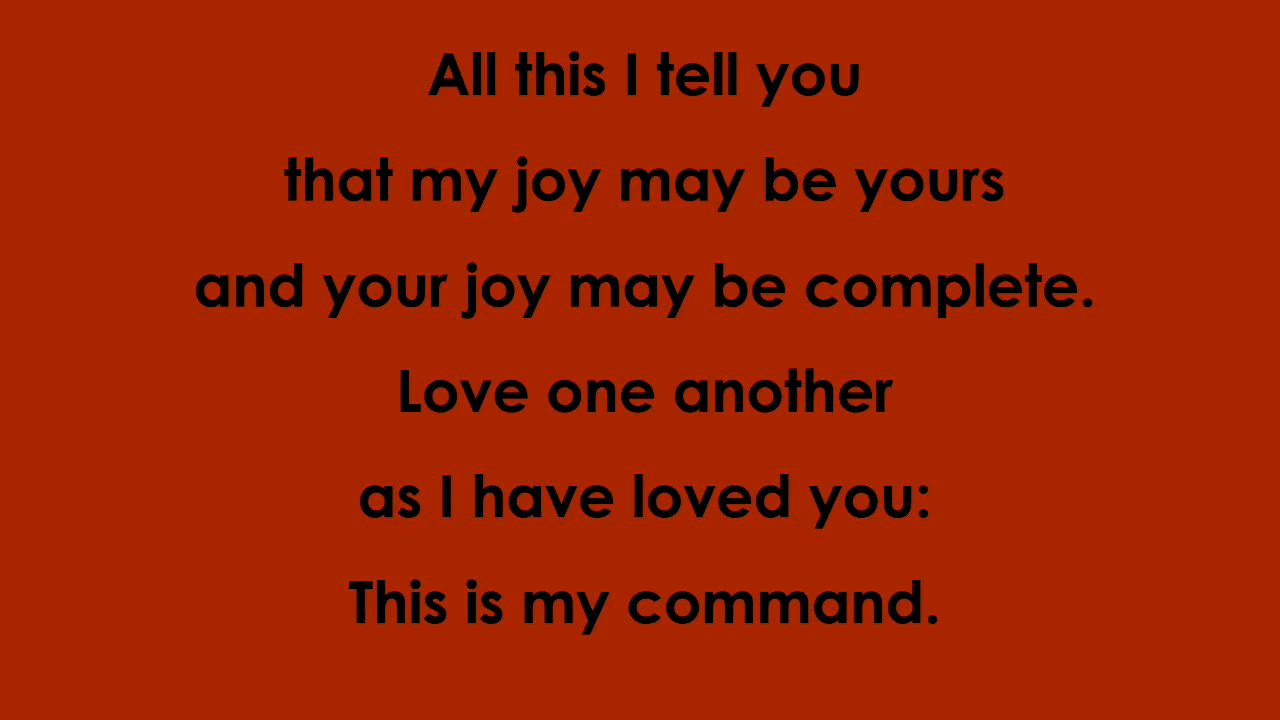 All this I tell you
that my joy may be yours
and your joy may be complete.
Love one another
as I have loved you:
This is my command.